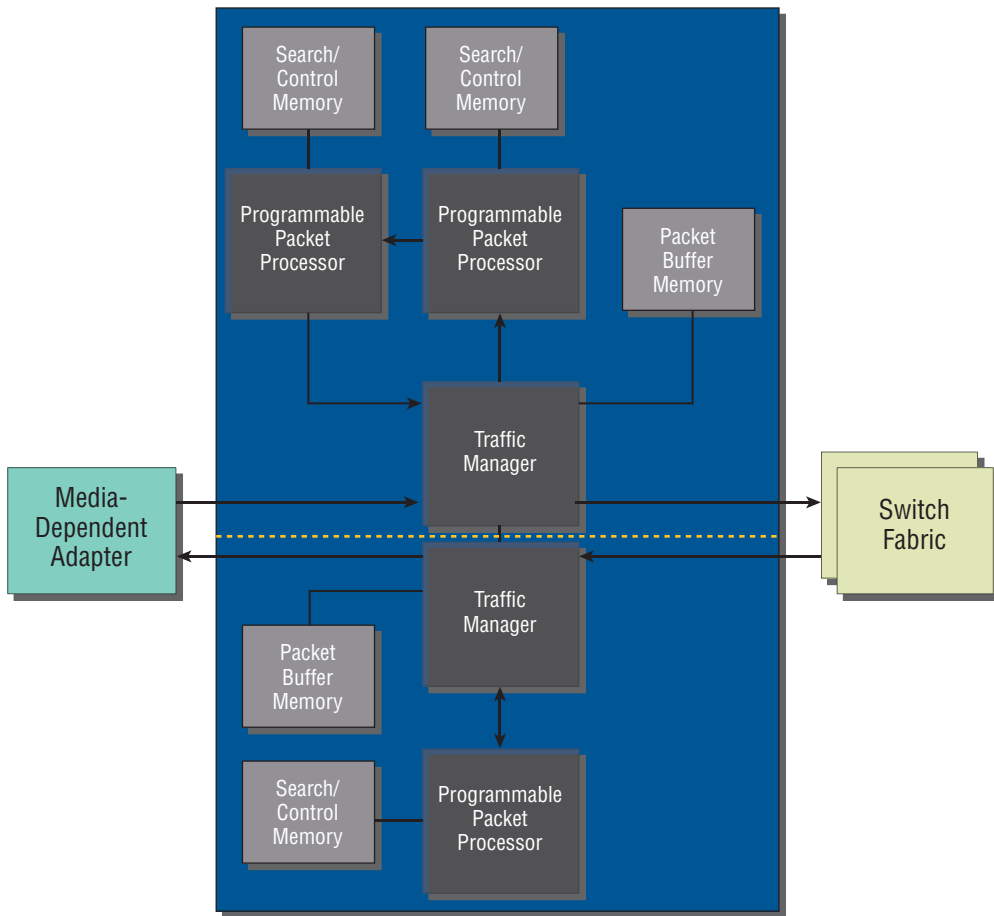 Search/
Control
Memory
Search/
Control
Memory
Programmable
Packet
Processor
Programmable
Packet
Processor
Packet
Buffer
Memory
Traffic
Manager
Media-
Dependent
Adapter
Switch
Fabric
Traffic
Manager
Packet
Buffer
Memory
Search/
Control
Memory
Programmable
Packet
Processor